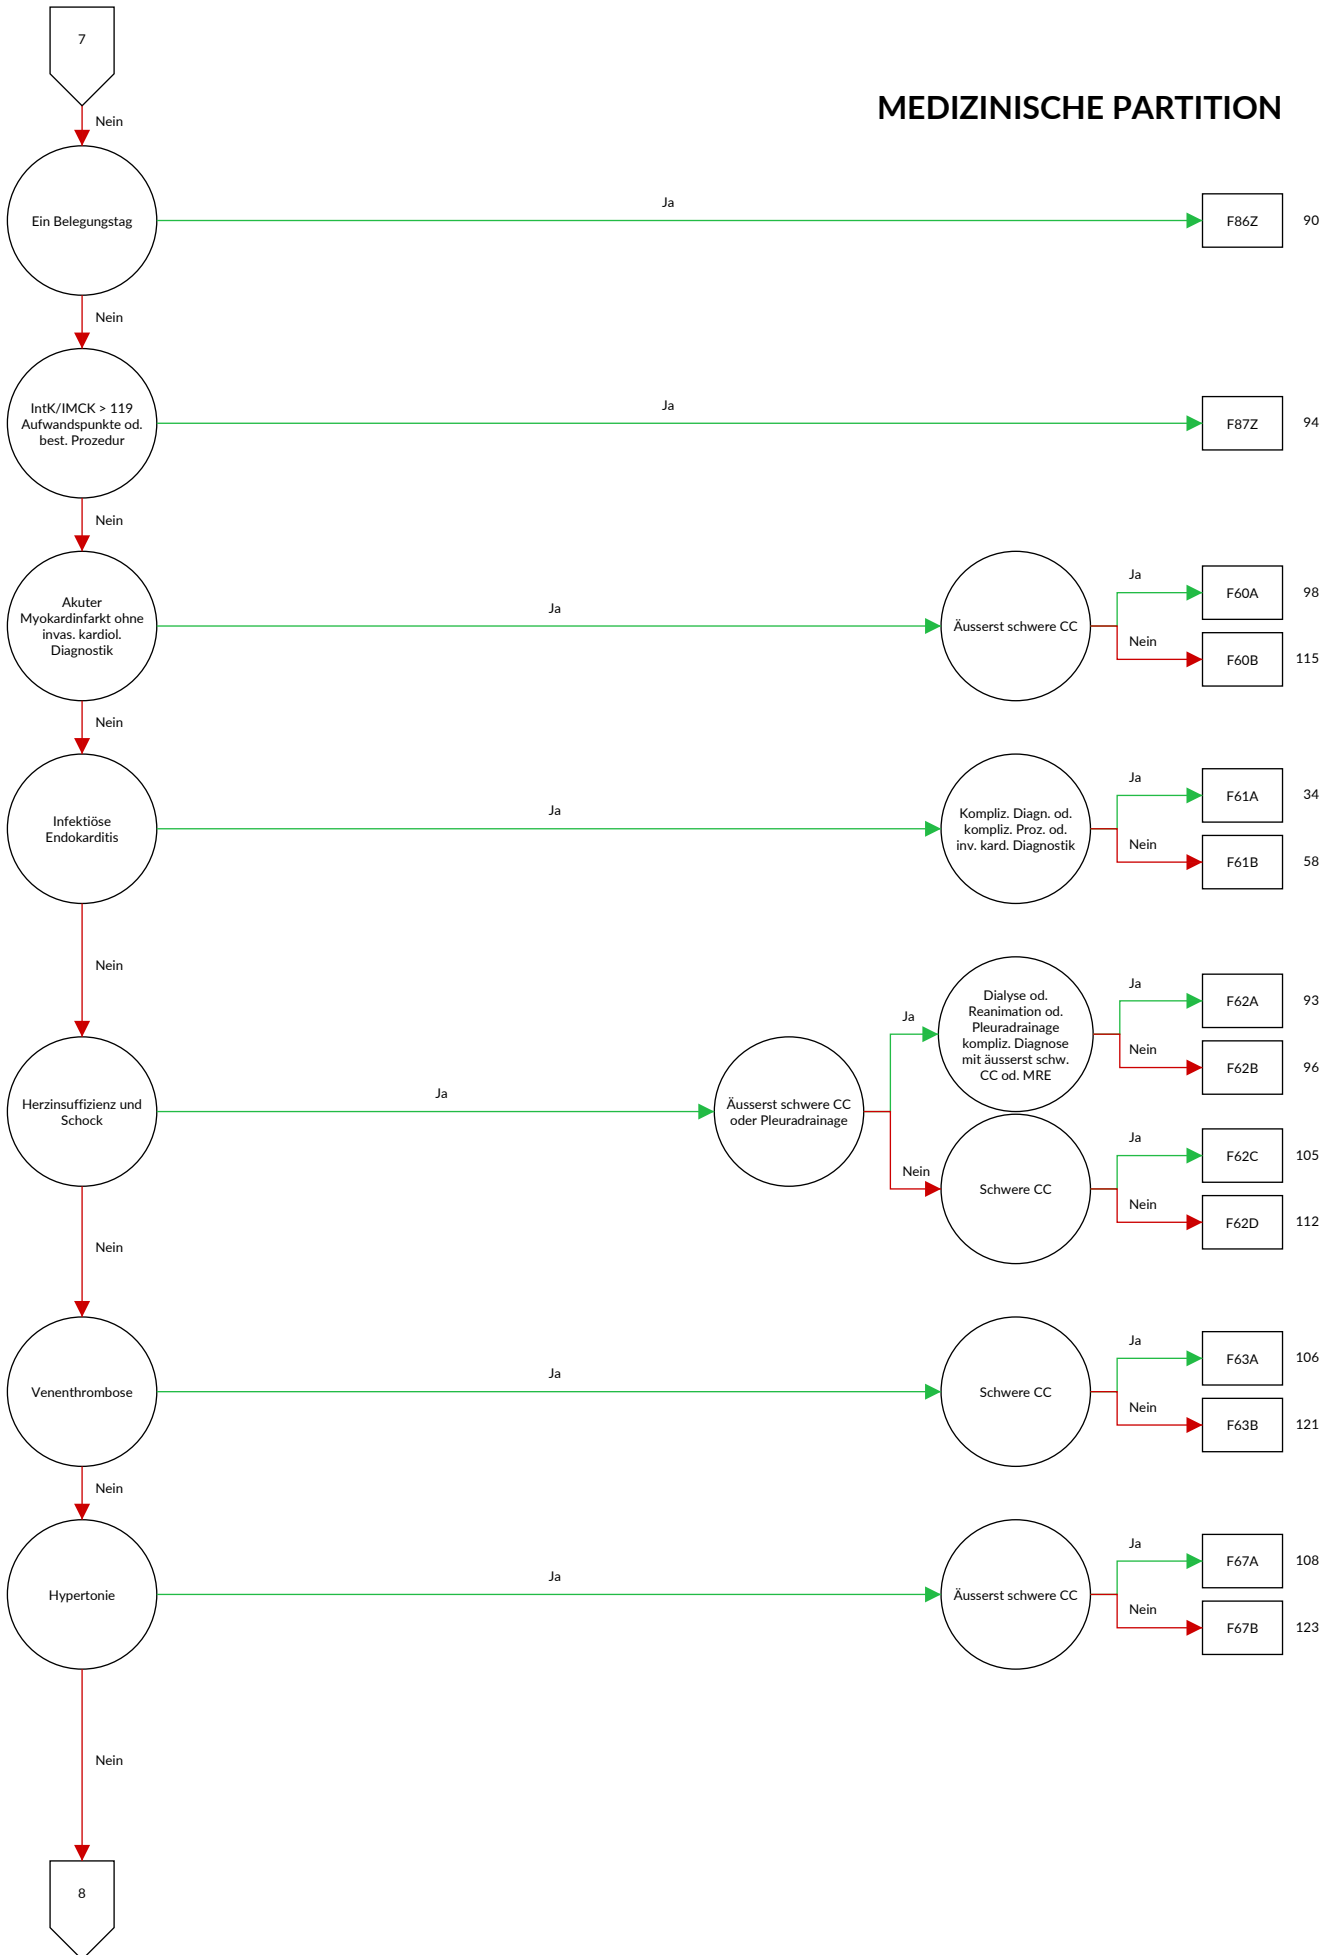 7
MEDIZINISCHE PARTITION
Nein
Ein Belegungstag
Ja
F86Z
90
Nein
IntK/IMCK > 119
Aufwandspunkte od.
best. Prozedur
Ja
F87Z
94
Nein
Akuter
Myokardinfarkt ohne
invas. kardiol.
Diagnostik
Ja
Äusserst schwere CC
Ja
F60A
98
Nein
F60B
115
Nein
Infektiöse
Endokarditis
Ja
Kompliz. Diagn. od.
kompliz. Proz. od.
inv. kard. Diagnostik
Ja
F61A
34
Nein
F61B
58
Nein
Herzinsuffizienz und
Schock
Ja
Äusserst schwere CC
oder Pleuradrainage
Ja
Dialyse od.
Reanimation od.
Pleuradrainage
kompliz. Diagnose
mit äusserst schw.
CC od. MRE
Ja
F62A
93
Nein
F62B
96
Nein
Schwere CC
Ja
F62C
105
Nein
F62D
112
Nein
Venenthrombose
Ja
Schwere CC
Ja
F63A
106
Nein
F63B
121
Nein
Hypertonie
Ja
Äusserst schwere CC
Ja
F67A
108
Nein
F67B
123
Nein
8